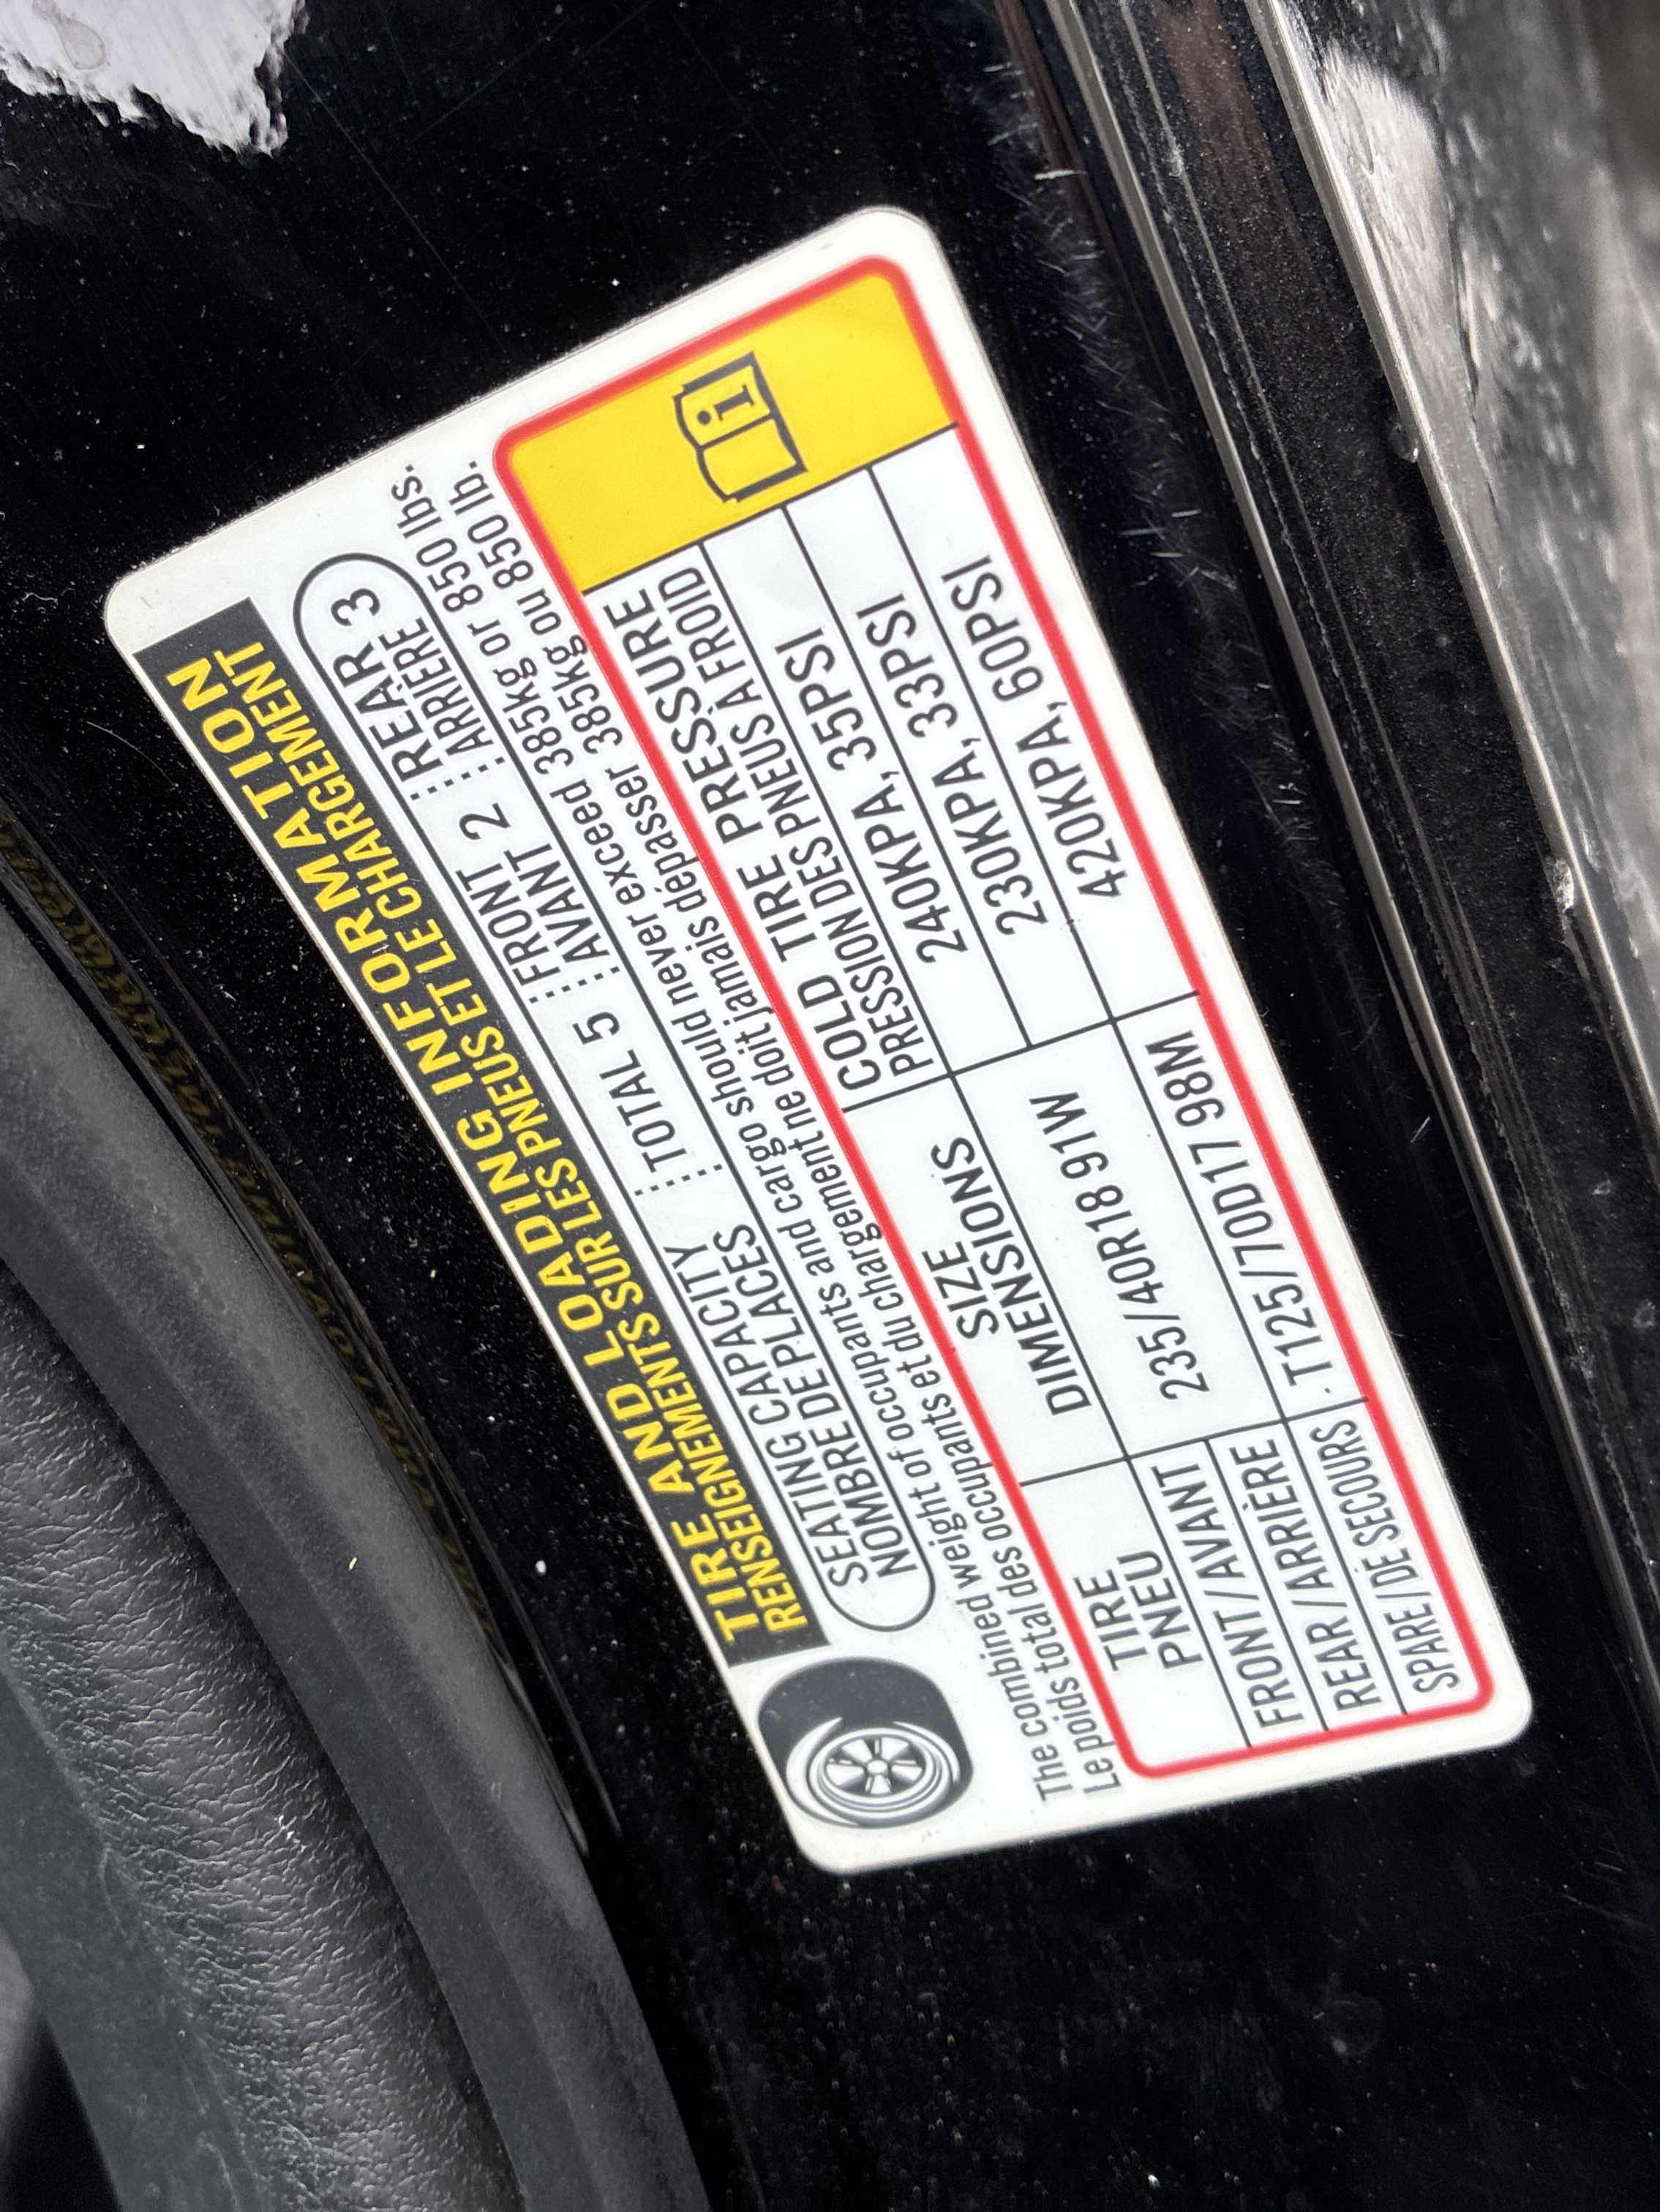 TIRE AND LOADING INFORMATION
RENSEIGNEMENTS SUR LES PNEUS ET LE CHARGEMENT
SEATING CAPACITY TOTAL 5 FRONT 2 REAR 3
NOMBRE DE PLACES AVANT ARRIÈRE
The combined weight of occupants and cargo should never exceed 385kg or 850 lbs.
Le poids total des occupants et du chargement ne doit jamais dépasser 385kg ou 850 lb.
TIRE SIZE COLD TIRE PRESSURE
PNEU DIMENSIONS PRESSION DES PNEUS A FROID
FRONT/AVANT 235/40R18 91W 240KPA, 35PSI
REAR/ARRIÈRE 230KPA, 33PSI
SPARE/DE SECOURS T125/70D17 98M 420KPA, 60PSI
i